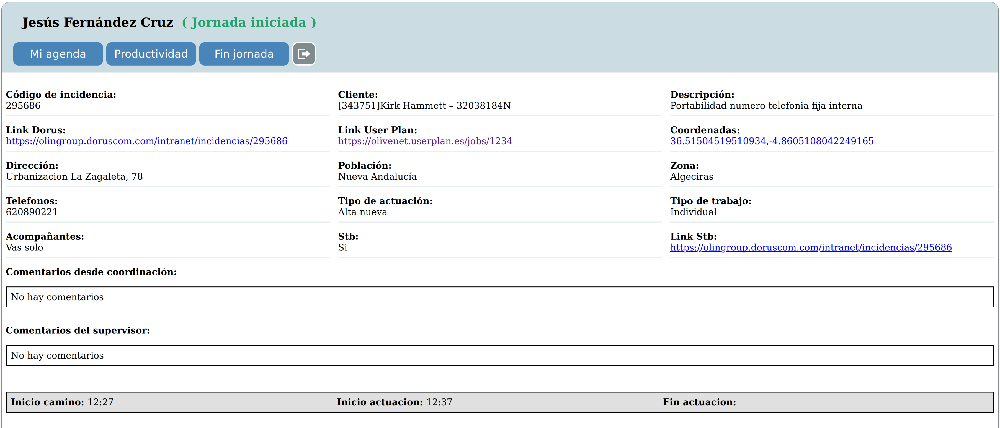 Jesús Fernández Cruz ( Jornada iniciada )
Mi agenda Productividad Fin jornada
Código de incidencia:
295686
Cliente:
[343751]Kirk Hammett – 32038184N
Descripción:
Portabilidad numero telefonia fija interna
Link Dorus:
https://olingroup.doruscom.com/intranet/incidencias/295686
Link User Plan:
https://olivenet.userplan.es/jobs/1234
Coordenadas:
36.51504519510934,-4.8605108042249165
Dirección:
Urbanizacion La Zagaleta, 78
Población:
Nueva Andalucía
Zona:
Algeciras
Telefonos:
620890221
Tipo de actuación:
Alta nueva
Tipo de trabajo:
Individual
Acompañantes:
Vas solo
Stb:
Si
Link Stb:
https://olingroup.doruscom.com/intranet/incidencias/295686
Comentarios desde coordinación:
No hay comentarios
Comentarios del supervisor:
No hay comentarios
Inicio camino: 12:27 Inicio actuacion: 12:37 Fin actuacion: